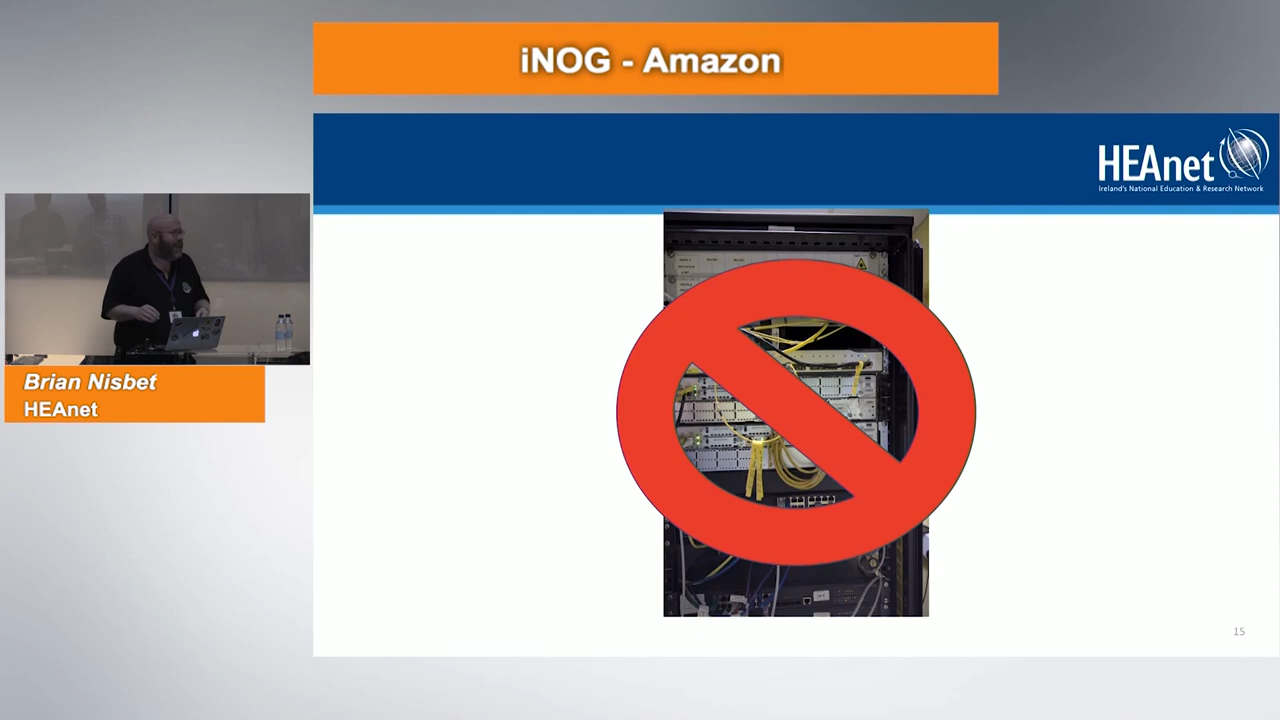 iNOG - Amazon
HEAnet
Ireland's National Education & Research Network
Brian Nisbet
HEAnet
15